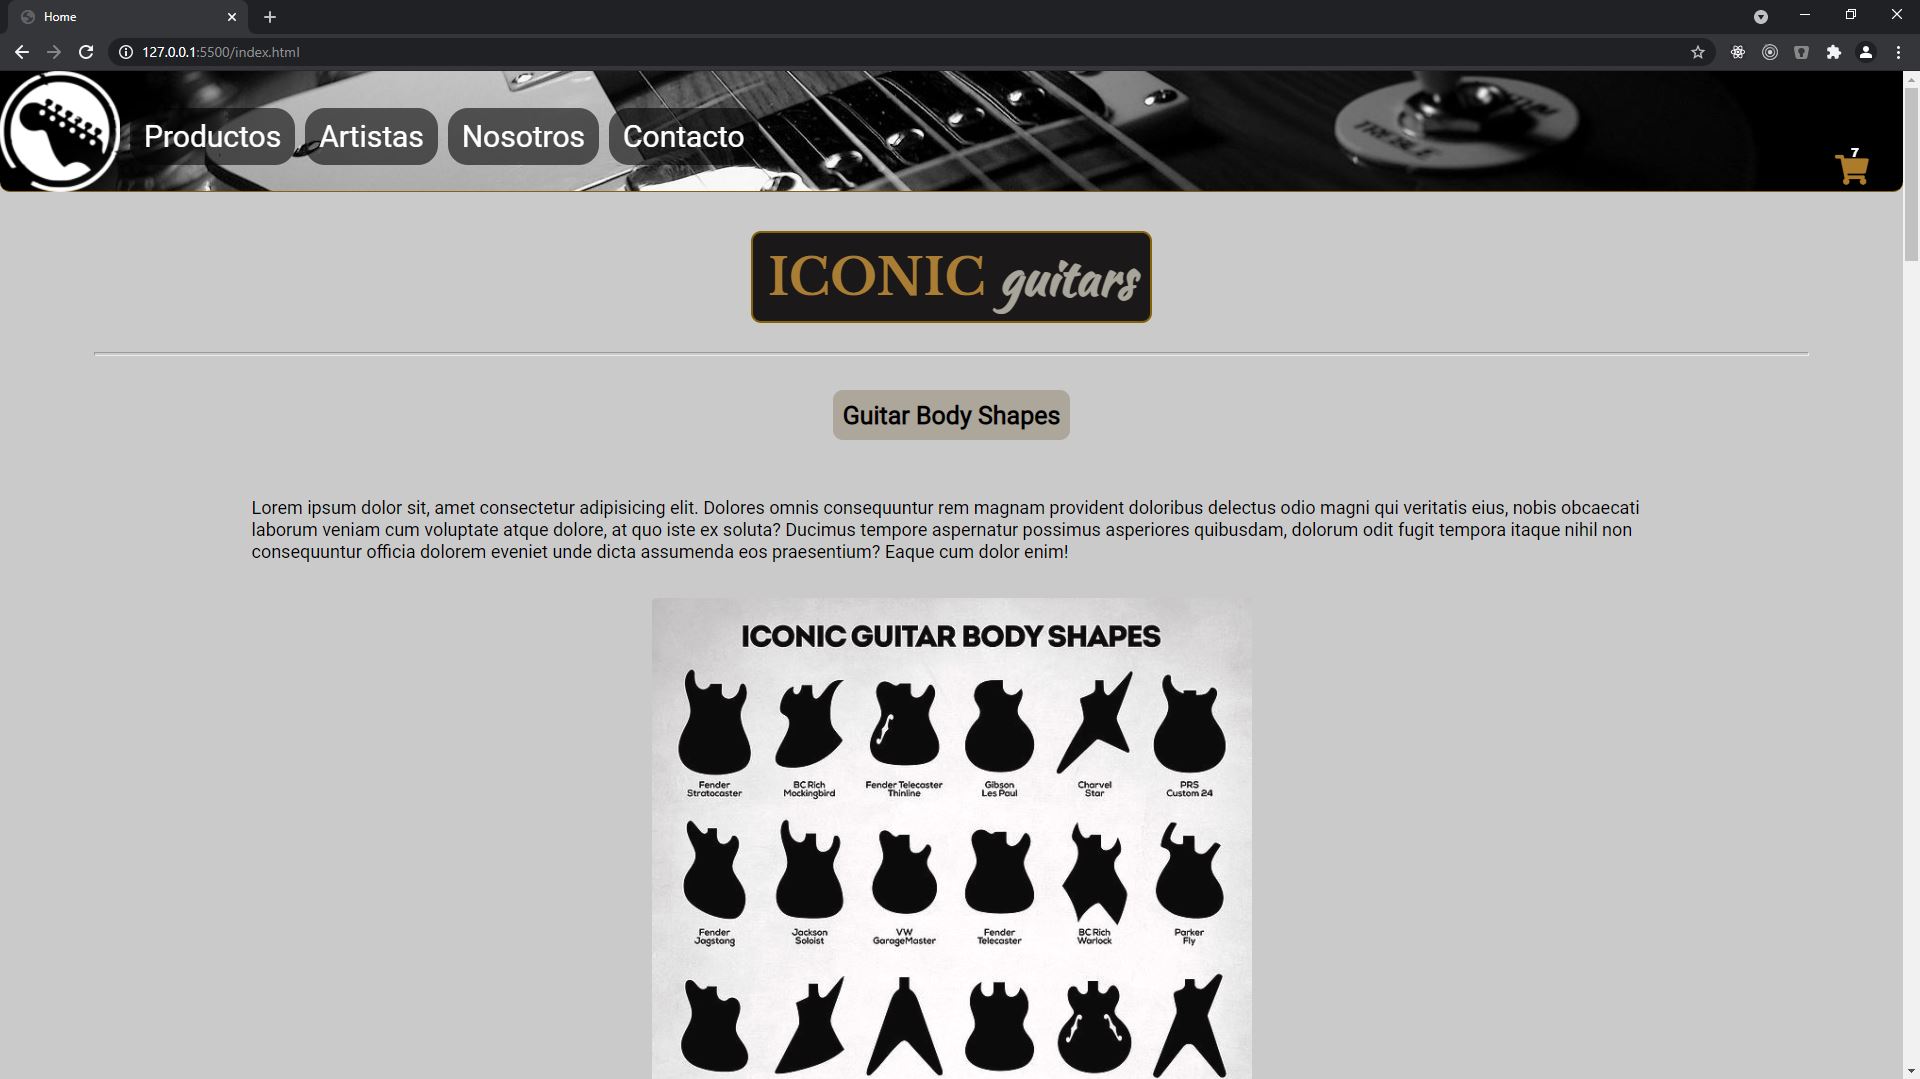 Home
127.0.0.1:5500/index.html
Productos
Artistas
Nosotros
Contacto
TREBLE
7
ICONIC guitars
Guitar Body Shapes
Lorem ipsum dolor sit, amet consectetur adipisicing elit. Dolores omnis consequuntur rem magnam provident doloribus delectus odio magni qui veritatis eius, nobis obcaecati
laborum veniam cum voluptate atque dolore, at quo iste ex soluta? Ducimus tempore aspernatur possimus asperiores quibusdam, dolorum odit fugit tempora itaque nihil non
consequuntur officia dolorem eveniet unde dicta assumenda eos praesentium? Eaque cum dolor enim!
ICONIC GUITAR BODY SHAPES
Fender
Stratocaster
BC Rich
Mockingbird
Fender Telecaster
Thinline
Gibson
Les Paul
Charvel
Star
PRS
Custom 24
Fender
Jagstang
Jackson
Soloist
VW
GarageMaster
Fender
Telecaster
BC Rich
Warlock
Parker
Fly